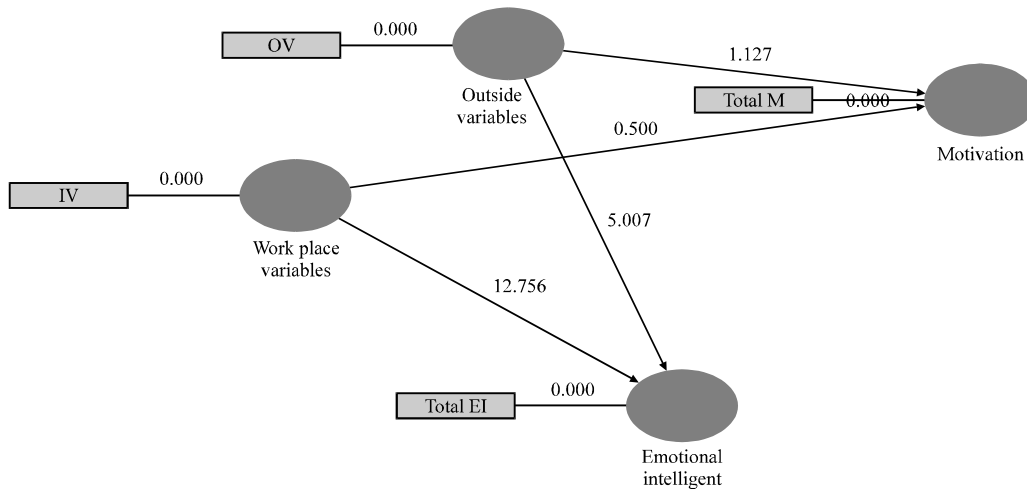 0.000
OV
1.127
Outside
variables
Total M
0.000
0.500
Motivation
0.000
IV
5.007
Work place
variables
12.756
0.000
Total EI
Emotional
intelligent